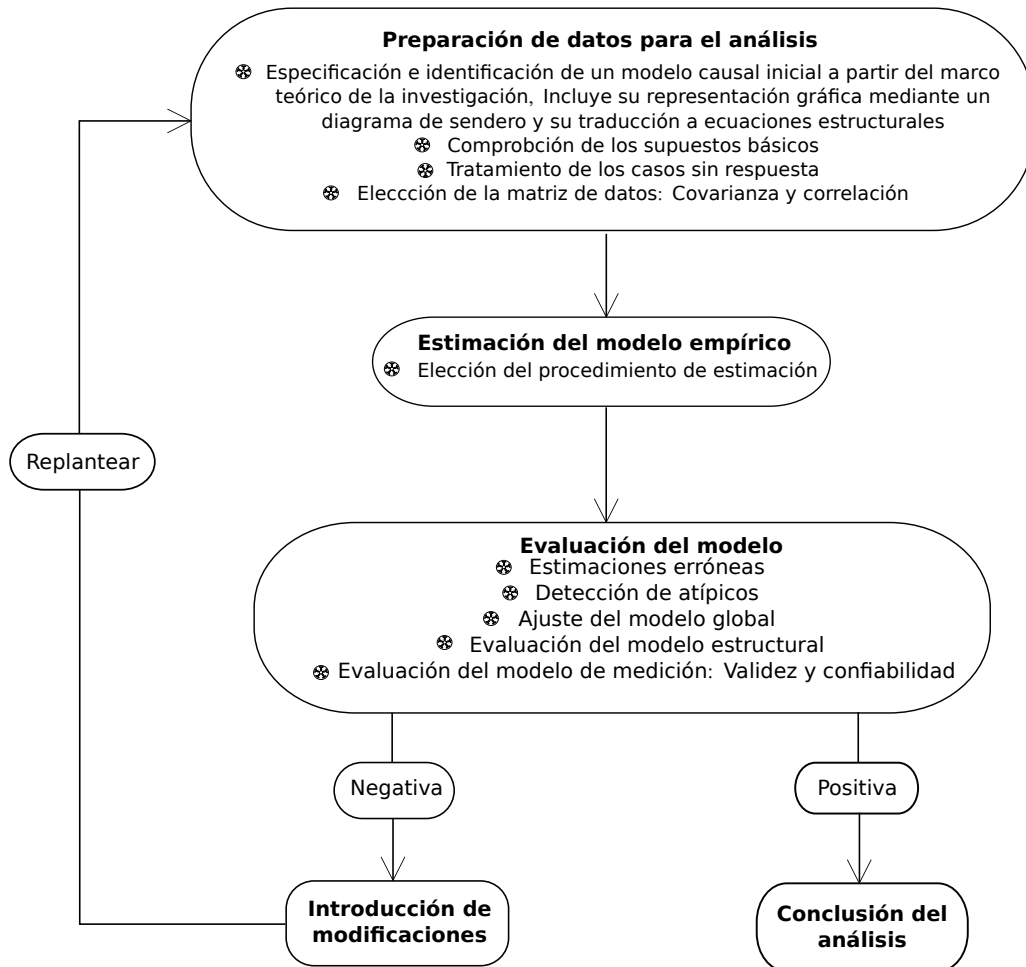 Preparación de datos para el análisis
Especificación e identificación de un modelo causal inicial a partir del marco
teórico de la investigación, Incluye su representación gráfica mediante un
diagrama de sendero y su traducción a ecuaciones estructurales
Comprobción de los supuestos básicos
Tratamiento de los casos sin respuesta
Eleccción de la matriz de datos: Covarianza y correlación
Estimación del modelo empírico
Elección del procedimiento de estimación
Replantear
Evaluación del modelo
Estimaciones erróneas
Detección de atípicos
Ajuste del modelo global
Evaluación del modelo estructural
Evaluación del modelo de medición: Validez y confiabilidad
Negativa
Positiva
Introducción de
modificaciones
Conclusión del
análisis